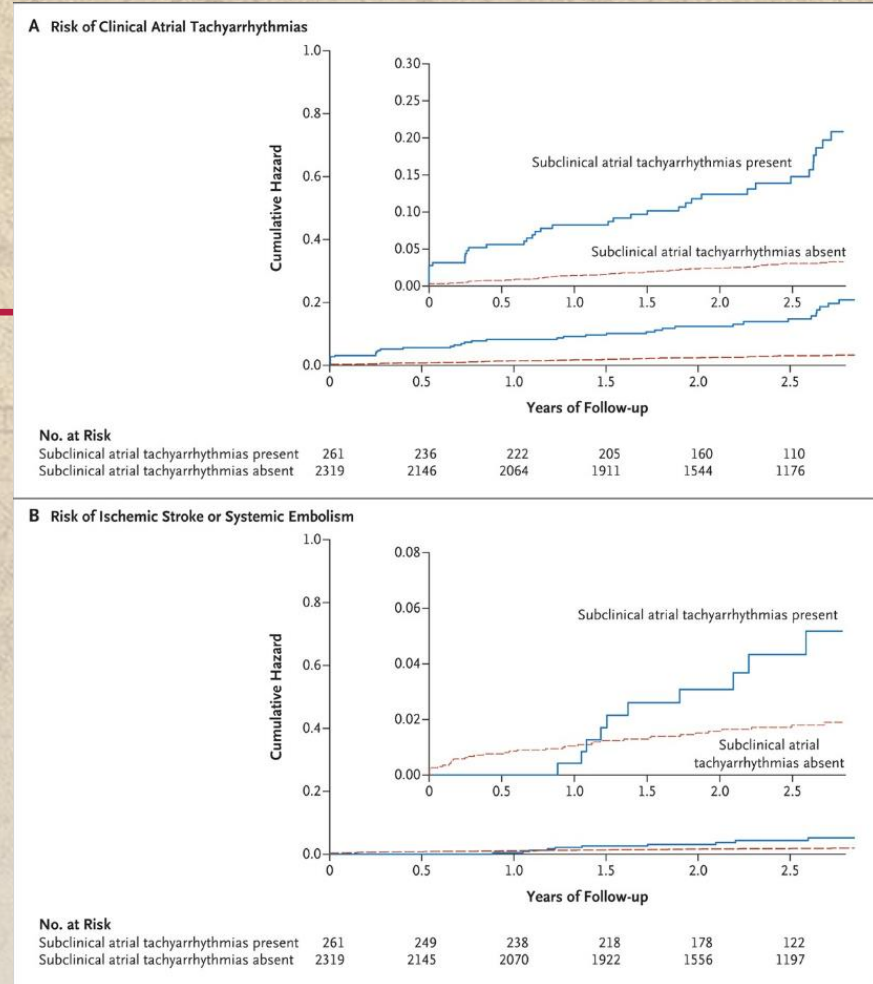 A Risk of Clinical Atrial Tachyarrhythmias
1.0
0.8
0.6
0.4
0.2
0.0
Cumulative Hazard
0.30
0.25
0.20
0.15
0.10
0.05
0.00
Subclinical atrial tachyarrhythmias present
Subclinical atrial tachyarrhythmias absent
0 0.5 1.0 1.5 2.0 2.5
0 0.5 1.0 1.5 2.0 2.5
Years of Follow-up
No. at Risk
Subclinical atrial tachyarrhythmias present 261 236 222 205 160 110
Subclinical atrial tachyarrhythmias absent 2319 2146 2064 1911 1544 1176
B Risk of Ischemic Stroke or Systemic Embolism
1.0
0.8
0.6
0.4
0.2
0.0
Cumulative Hazard
0.08
0.06
0.04
0.02
0.00
Subclinical atrial tachyarrhythmias present
Subclinical atrial
tachyarrhythmias absent
0 0.5 1.0 1.5 2.0 2.5
0 0.5 1.0 1.5 2.0 2.5
Years of Follow-up
No. at Risk
Subclinical atrial tachyarrhythmias present 261 249 238 218 178 122
Subclinical atrial tachyarrhythmias absent 2319 2145 2070 1922 1556 1197